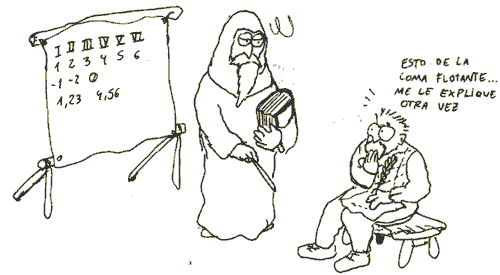 I II III IV V VI
1 2 3 4 5 6
-1 -2 0
1,23 4,56
ESTO DE LA
COMA FLOTANTE...
ME LE EXPLIQUE
OTRA VEZ